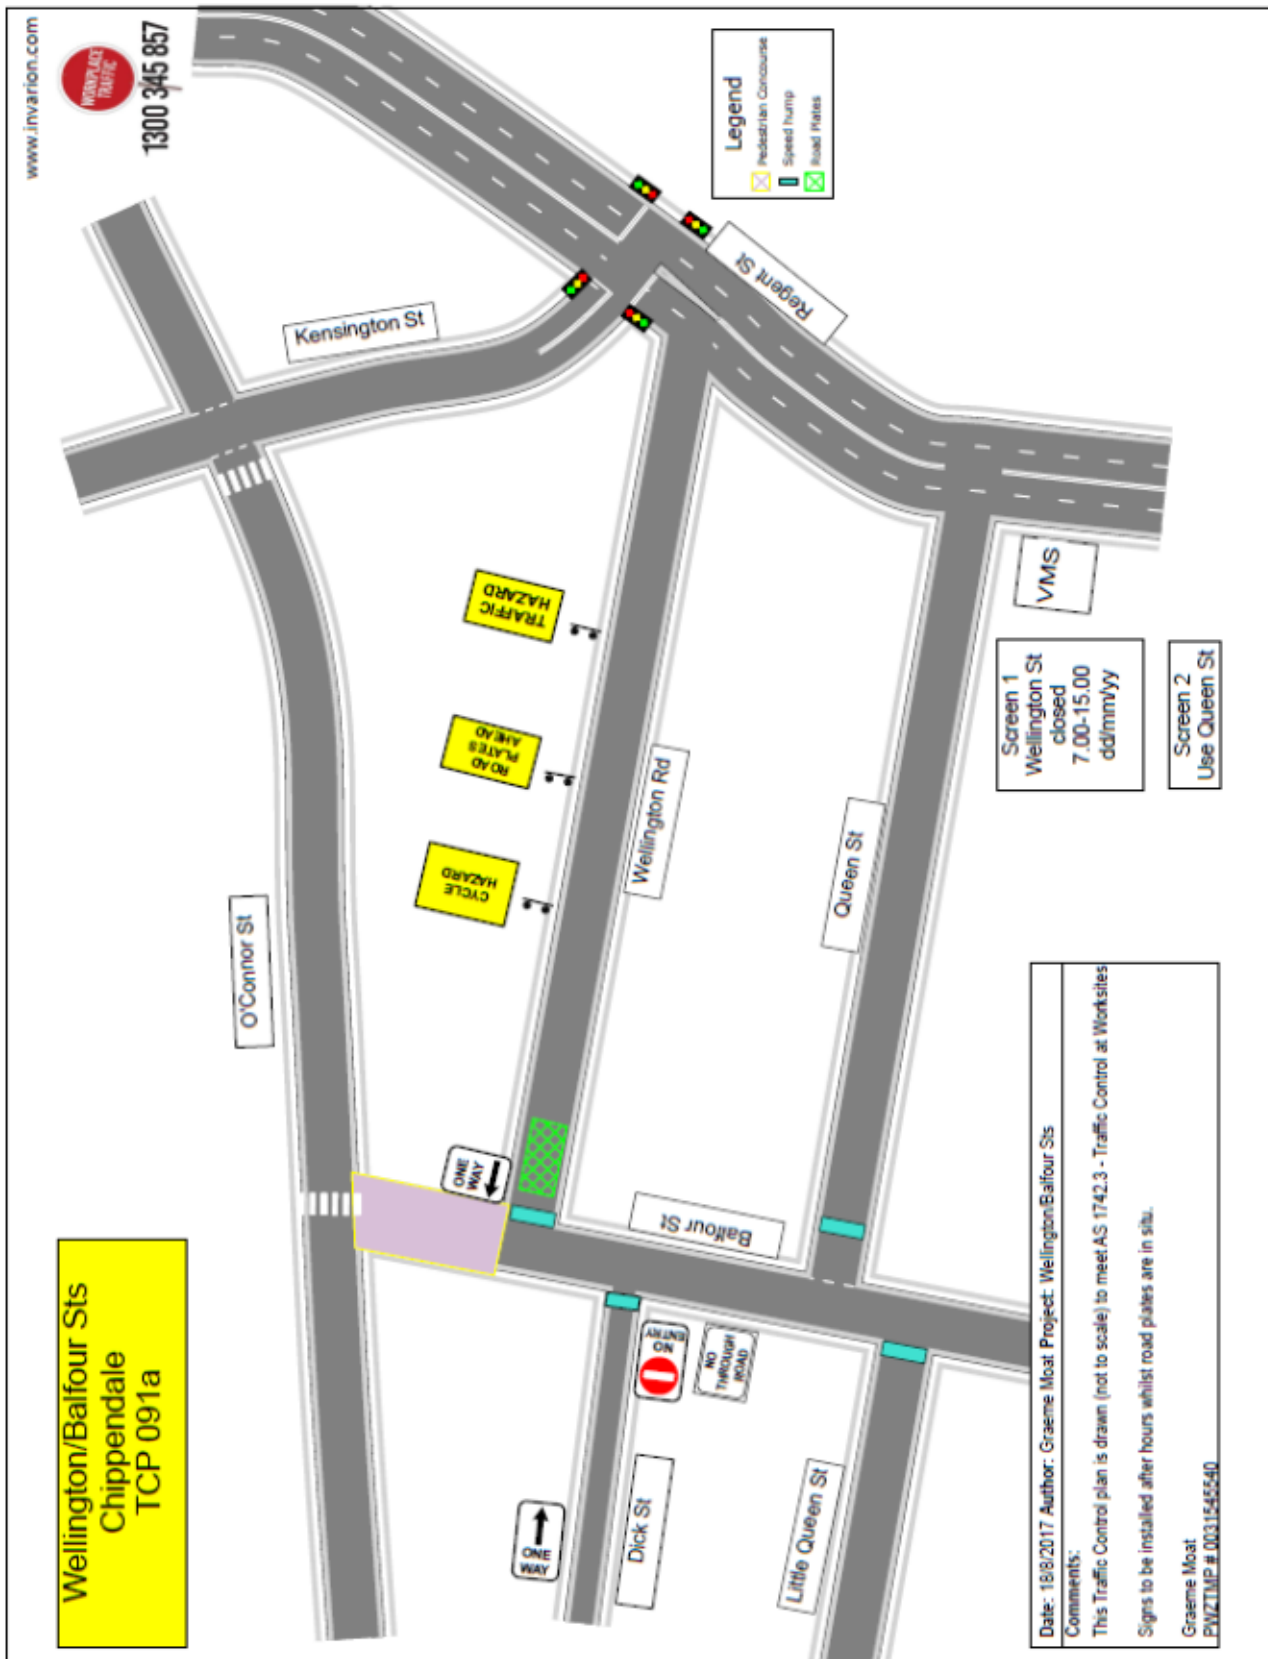 Wellington/Balfour Sts
Chippendale
TCP 091a
www.invarion.com
WORKPLACE
TRAFFIC
1300 345 857
Legend
Pedestrian Concourse
Speed hump
Road Plates
Kensington St
Regent St
O'Connor St
TRAFFIC
HAZARD
ROAD
PLATES
AHEAD
CYCLE
HAZARD
Wellington Rd
Queen St
ONE
WAY
Balfour St
NO
ENTRY
NO
THROUGH
ROAD
ONE
WAY
Dick St
Little Queen St
VMS
Screen 1
Wellington St
closed
7.00-15.00
dd/mm/yy
Screen 2
Use Queen St
Date: 18/8/2017 Author: Graeme Moat Project: Wellington/Balfour Sts
Comments:
This Traffic Control plan is drawn (not to scale) to meet AS 1742.3 - Traffic Control at Worksites
Signs to be installed after hours whilst road plates are in situ.
Graeme Moat
PWZTMP # 0031545540